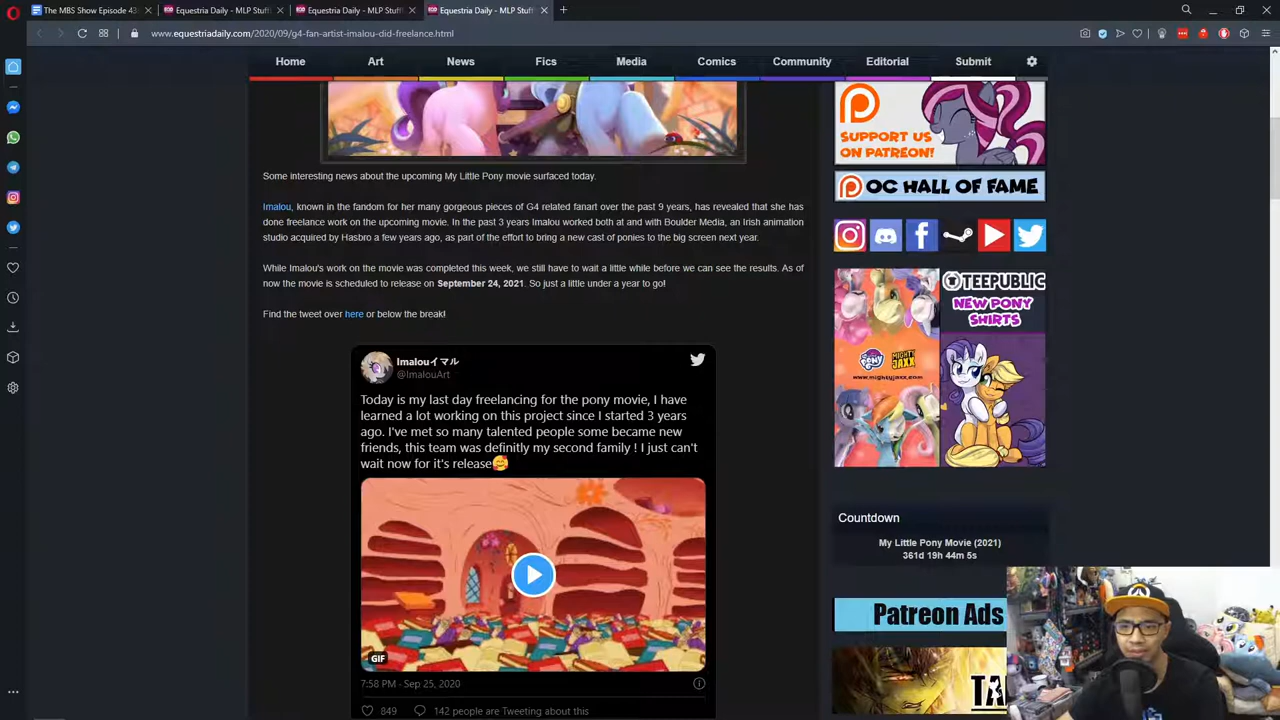 The MBS Show Episode 43
Equestria Daily - MLP Stuff
Equestria Daily - MLP Stuff
Equestria Daily - MLP Stuff
www.equestriadaily.com/2020/09/g4-fan-artist-imalou-did-freelance.html
Home Art News Fics Media Comics Community Editorial Submit
Some interesting news about the upcoming My Little Pony movie surfaced today.
Imalou, known in the fandom for her many gorgeous pieces of G4 related fanart over the past 9 years, has revealed that she has
done freelance work on the upcoming movie. In the past 3 years Imalou worked both at and with Boulder Media, an Irish animation
studio acquired by Hasbro a few years ago, as part of the effort to bring a new cast of ponies to the big screen next year.
While Imalou's work on the movie was completed this week, we still have to wait a little while before we can see the results. As of
now the movie is scheduled to release on September 24, 2021. So just a little under a year to go!
Find the tweet over here or below the break!
Imalouイマル
@ImalouArt
Today is my last day freelancing for the pony movie, I have
learned a lot working on this project since I started 3 years
ago. I've met so many talented people some became new
friends, this team was definitly my second family ! I just can't
wait now for it's release🥰
GIF
7:58 PM · Sep 25, 2020
849 142 people are Tweeting about this
SUPPORT US
ON PATREON!
OC HALL OF FAME
MIGHTY
JAXX
www.mightyjaxx.com
TEEPUBLIC
NEW PONY
SHIRTS
Countdown
My Little Pony Movie (2021)
361d 19h 44m 5s
Patreon Ads